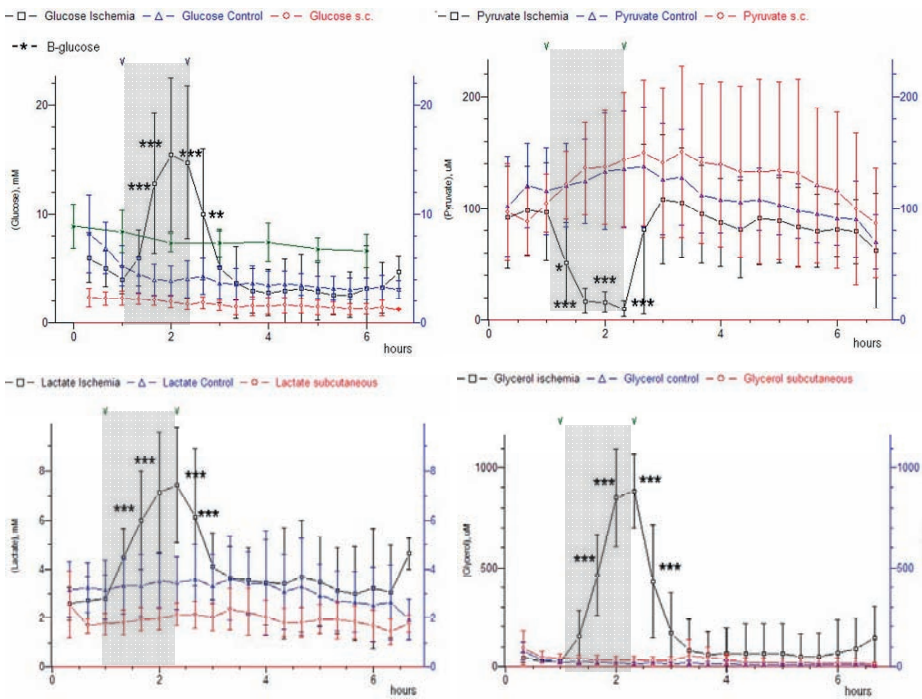 Glucose Ischemia Glucose Control Glucose s.c.
B-glucose
(Glucose), mM
20
10
0
20
10
0
0 2 4 6
hours
***
***
***
**
Pyruvate Ischemia Pyruvate Control Pyruvate s.c.
(Pyruvate), uM
200
100
0
200
100
0
0 2 4 6
hours
*
***
***
***
Lactate Ischemia Lactate Control Lactate subcutaneous
(Lactate), mM
8
6
4
2
0
8
6
4
2
0
0 2 4 6
hours
***
***
***
***
Glycerol ischemia Glycerol control Glycerol subcutaneous
(Glycerol), uM
1000
500
0
1000
500
0
0 2 4 6
hours
***
***
***
***